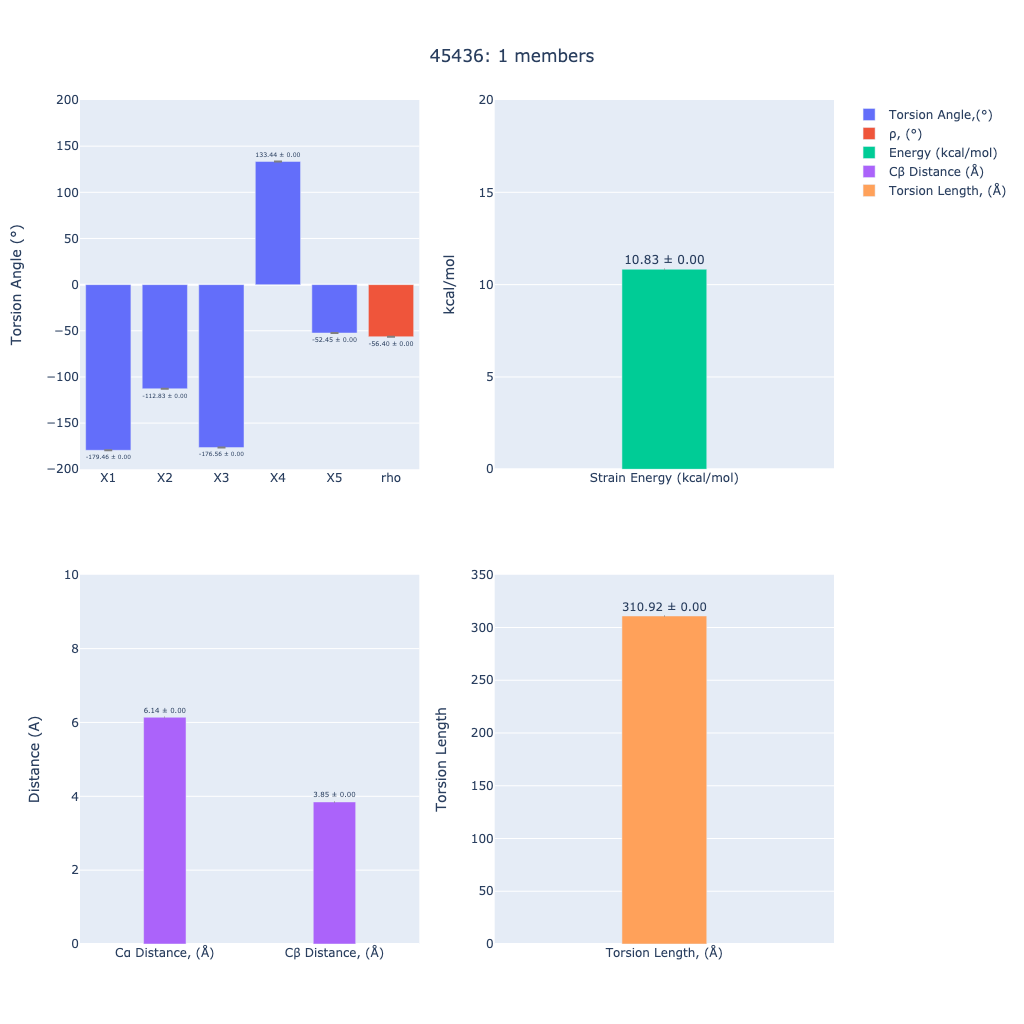 45436: 1 members
Torsion Angle (°)
200
150
100
50
0
−50
−100
−150
−200
133.44 ± 0.00
-52.45 ± 0.00
-56.40 ± 0.00
-112.83 ± 0.00
-179.46 ± 0.00
-176.56 ± 0.00
X1 X2 X3 X4 X5 rho
kcal/mol
20
15
10
5
0
10.83 ± 0.00
Strain Energy (kcal/mol)
Torsion Angle,(°)
ρ, (°)
Energy (kcal/mol)
Cβ Distance (Å)
Torsion Length, (Å)
Distance (A)
10
8
6
4
2
0
6.14 ± 0.00
3.85 ± 0.00
Cα Distance, (Å) Cβ Distance, (Å)
Torsion Length
350
300
250
200
150
100
50
0
310.92 ± 0.00
Torsion Length, (Å)